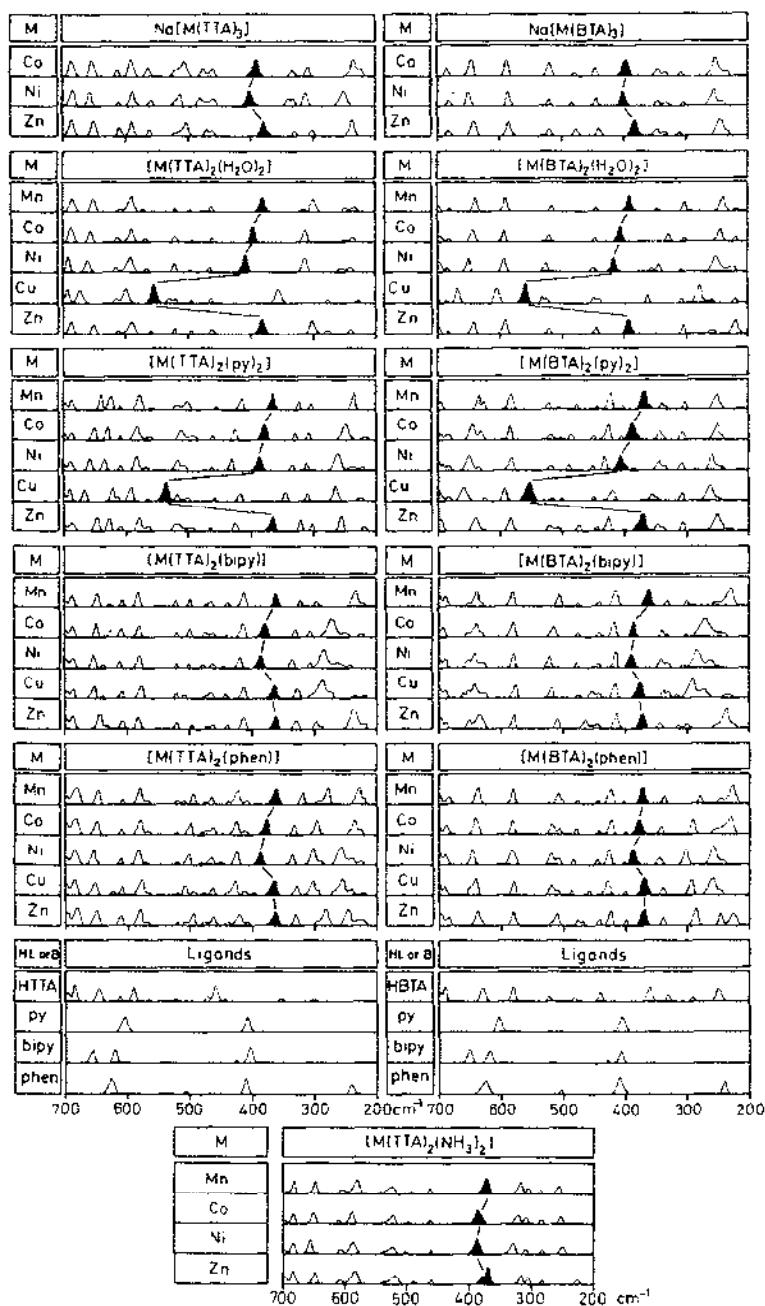 M Na[M(TTA)3] M Na[M(BTA)3]
Co Co
Ni Ni
Zn Zn
M [M(TTA)2(H2O)2] M [M(BTA)2(H2O)2]
Mn Mn
Co Co
Ni Ni
Cu Cu
Zn Zn
M [M(TTA)2(py)2] M [M(BTA)2(py)2]
Mn Mn
Co Co
Ni Ni
Cu Cu
Zn Zn
M [M(TTA)2(bipy)] M [M(BTA)2(bipy)]
Mn Mn
Co Co
Ni Ni
Cu Cu
Zn Zn
M [M(TTA)2(phen)] M [M(BTA)2(phen)]
Mn Mn
Co Co
Ni Ni
Cu Cu
Zn Zn
HL or B Ligands HL or B Ligands
HTTA HBTA
py py
bipy bipy
phen phen
700 600 500 400 300 200cm-1 700 600 500 400 300 200
M [M(TTA)2(NH3)2]
Mn
Co
Ni
Zn
700 600 500 400 300 200 cm-1